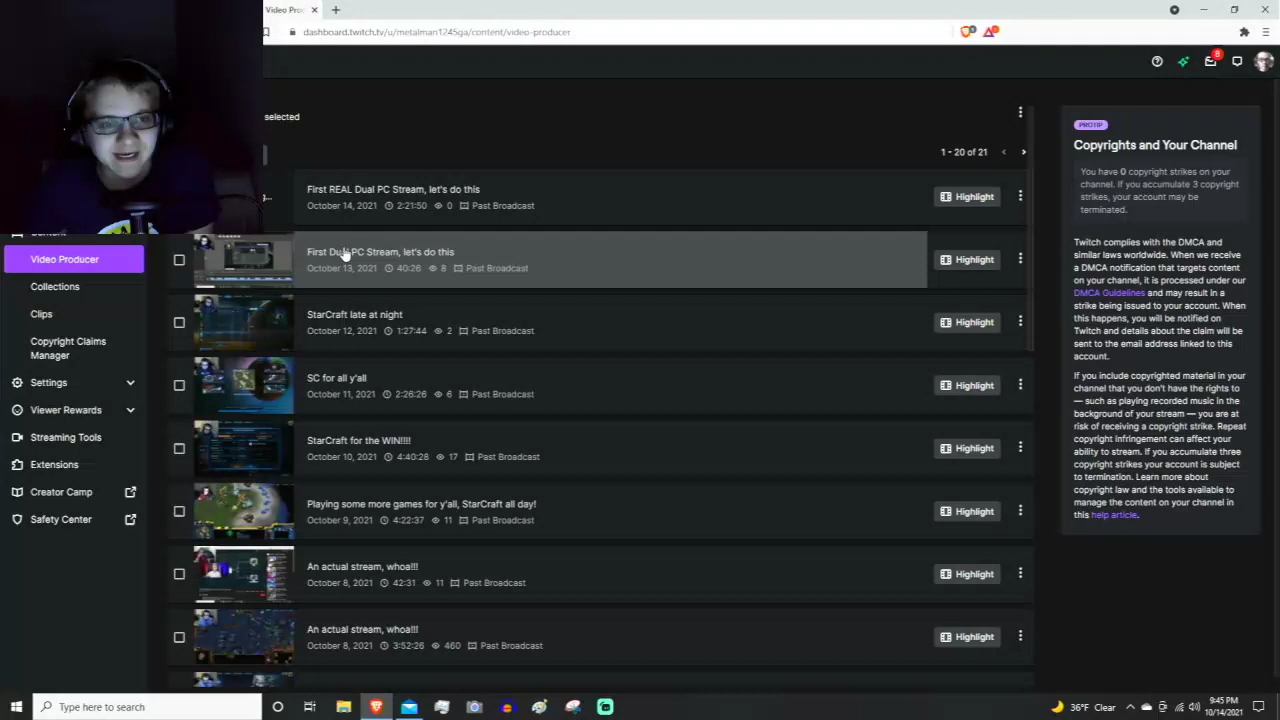 Video Pro
dashboard.twitch.tv/u/metalman1245ga/content/video-producer
8
selected
1 - 20 of 21
First REAL Dual PC Stream, let's do this
October 14, 2021 2:21:50 0 Past Broadcast
Highlight
Video Producer
First Dual PC Stream, let's do this
October 13, 2021 40:26 8 Past Broadcast
Highlight
Collections
Clips
Copyright Claims
Manager
Settings
Viewer Rewards
Streaming Tools
Extensions
Creator Camp
Safety Center
StarCraft late at night
October 12, 2021 1:27:44 2 Past Broadcast
Highlight
SC for all y'all
October 11, 2021 2:26:26 6 Past Broadcast
Highlight
StarCraft for the Win!!!
October 10, 2021 4:40:28 17 Past Broadcast
Highlight
Playing some more games for y'all, StarCraft all day!
October 9, 2021 4:22:37 11 Past Broadcast
Highlight
An actual stream, whoa!!!
October 8, 2021 42:31 11 Past Broadcast
Highlight
An actual stream, whoa!!!
October 8, 2021 3:52:26 460 Past Broadcast
Highlight
PROTIP
Copyrights and Your Channel
You have 0 copyright strikes on your
channel. If you accumulate 3 copyright
strikes, your account may be
terminated.
Twitch complies with the DMCA and
similar laws worldwide. When we receive
a DMCA notification that targets content
on your channel, it is processed under our
DMCA Guidelines and may result in a
strike being issued to your account. When
this happens, you will be notified on
Twitch and details about the claim will be
sent to the email address linked to this
account.
If you include copyrighted material in your
channel that you don't have the rights to
— such as playing recorded music in the
background of your stream — you are at
risk of receiving a copyright strike. Repeat
copyright infringement can affect your
ability to stream. If you accumulate three
copyright strikes your account is subject
to termination. Learn more about
copyright law and the tools available to
manage the content on your channel in
this help article.
Type here to search
36°F Clear
9:45 PM
10/14/2021